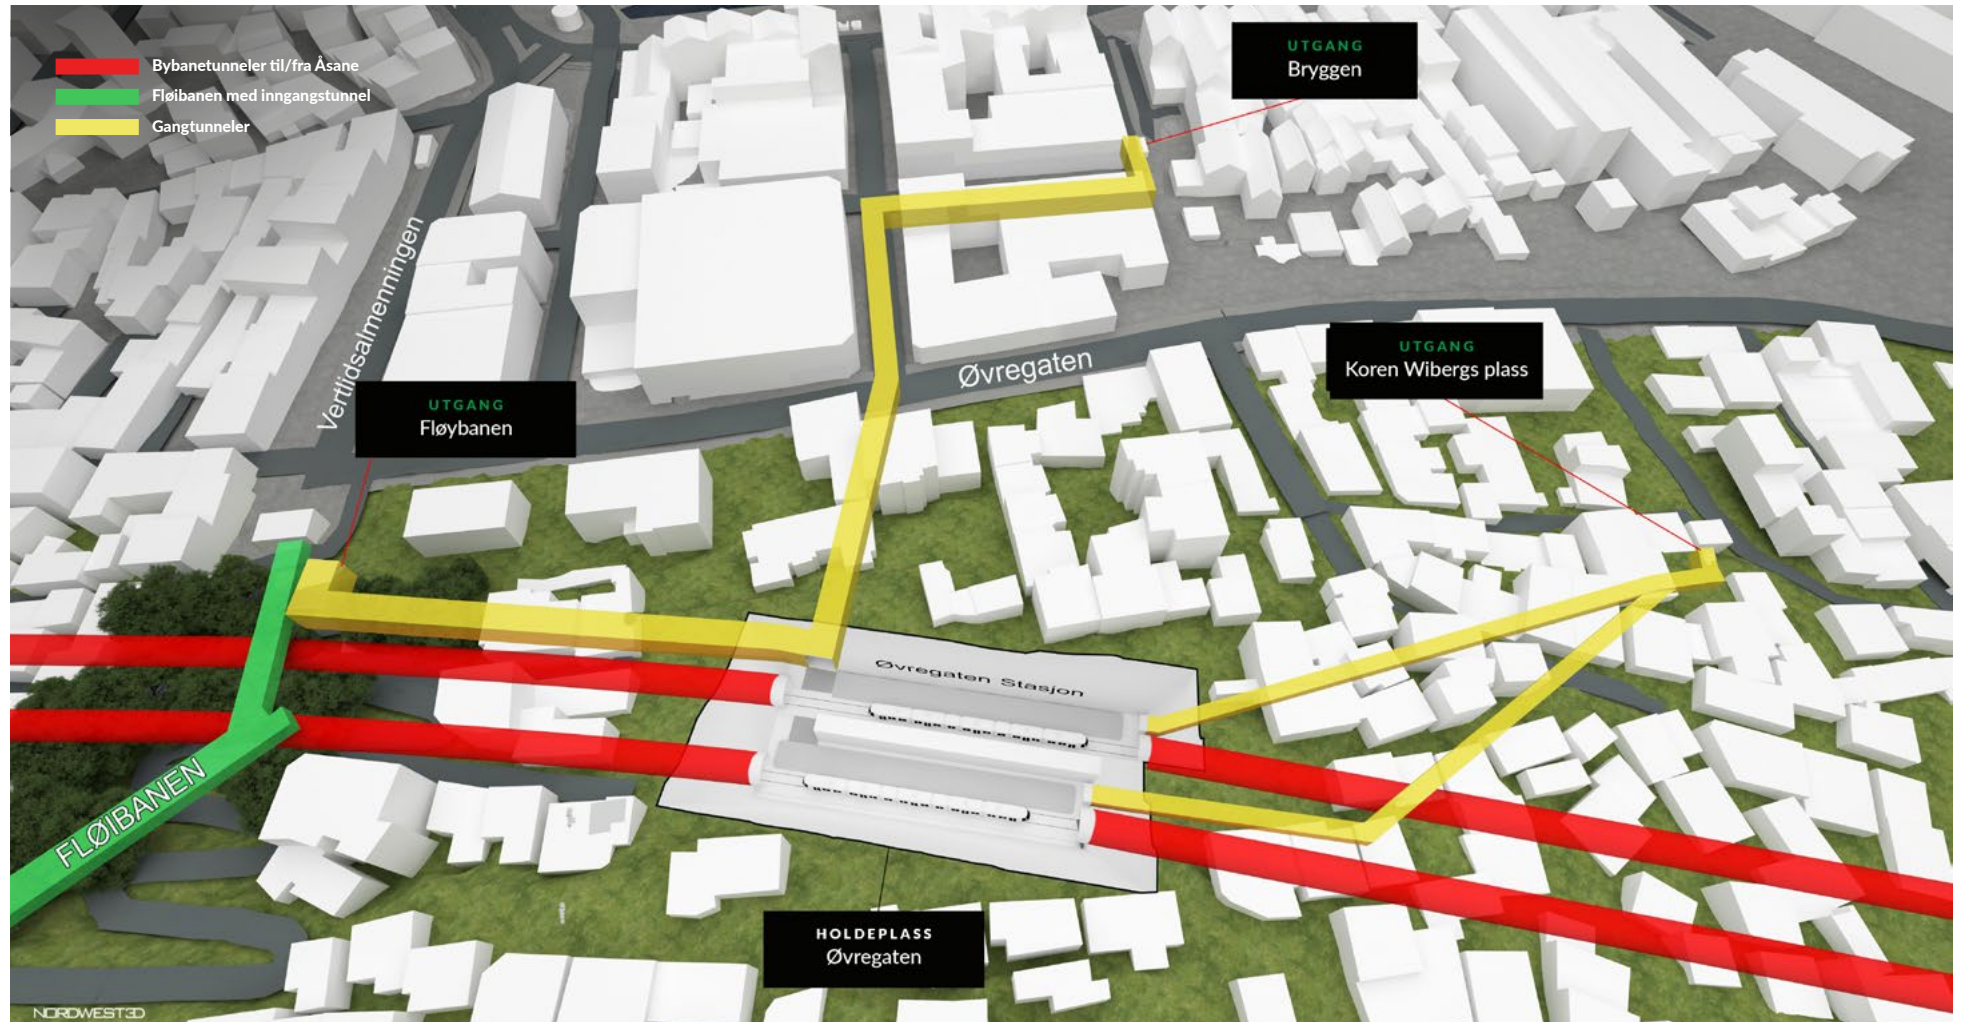 Bybanetunneler til/fra Åsane
Fløibanen med inngangstunnel
Gangtunneler
UTGANG
Bryggen
Vertlidsalmenningen
Øvregaten
UTGANG
Koren Wibergs plass
UTGANG
Fløybanen
Øvregaten Stasjon
FLØIBANEN
HOLDEPLASS
Øvregaten
NORDWEST3D